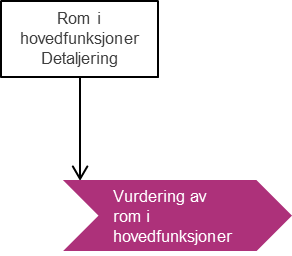 Rom i
hovedfunksjoner
Detaljering
Vurdering av
rom i
hovedfunksjoner